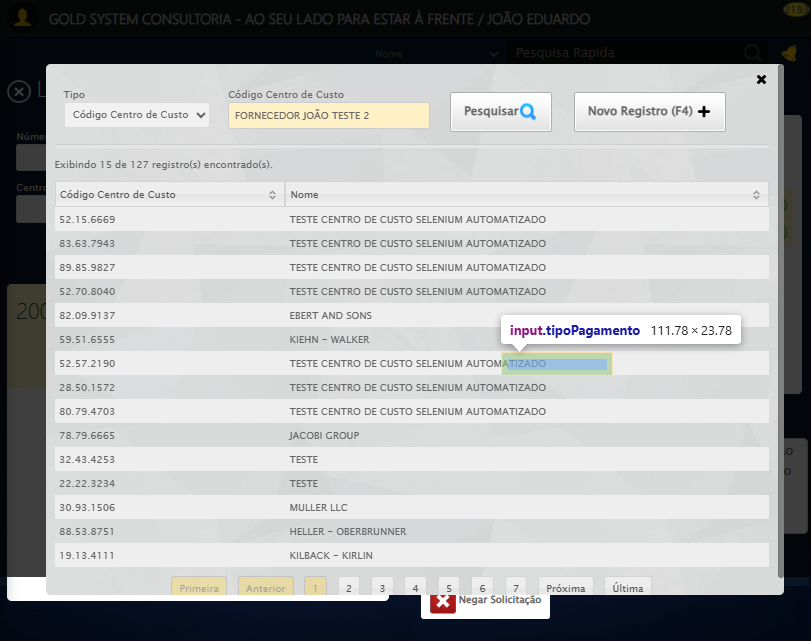 GOLD SYSTEM CONSULTORIA - AO SEU LADO PARA ESTAR À FRENTE / JOÃO EDUARDO
Nome
Pesquisa Rapida
Tipo
Código Centro de Custo
Código Centro de Custo
FORNECEDOR JOÃO TESTE 2
Pesquisar
Novo Registro (F4)
Exibindo 15 de 127 registro(s) encontrado(s).
Código Centro de Custo Nome
52.15.6669 TESTE CENTRO DE CUSTO SELENIUM AUTOMATIZADO
83.63.7943 TESTE CENTRO DE CUSTO SELENIUM AUTOMATIZADO
89.85.9827 TESTE CENTRO DE CUSTO SELENIUM AUTOMATIZADO
52.70.8040 TESTE CENTRO DE CUSTO SELENIUM AUTOMATIZADO
82.09.9137 EBERT AND SONS
59.51.6555 KIEHN - WALKER
input.tipoPagamento 111.78 × 23.78
52.57.2190 TESTE CENTRO DE CUSTO SELENIUM AUTOMATIZADO
28.50.1572 TESTE CENTRO DE CUSTO SELENIUM AUTOMATIZADO
80.79.4703 TESTE CENTRO DE CUSTO SELENIUM AUTOMATIZADO
78.79.6665 JACOBI GROUP
32.43.4253 TESTE
22.22.3234 TESTE
30.93.1506 MULLER LLC
88.53.8751 HELLER - OBERBRUNNER
19.13.4111 KILBACK - KIRLIN
Primeira Anterior 1 2 3 4 5 6 7 Próxima Última
Negar Solicitação